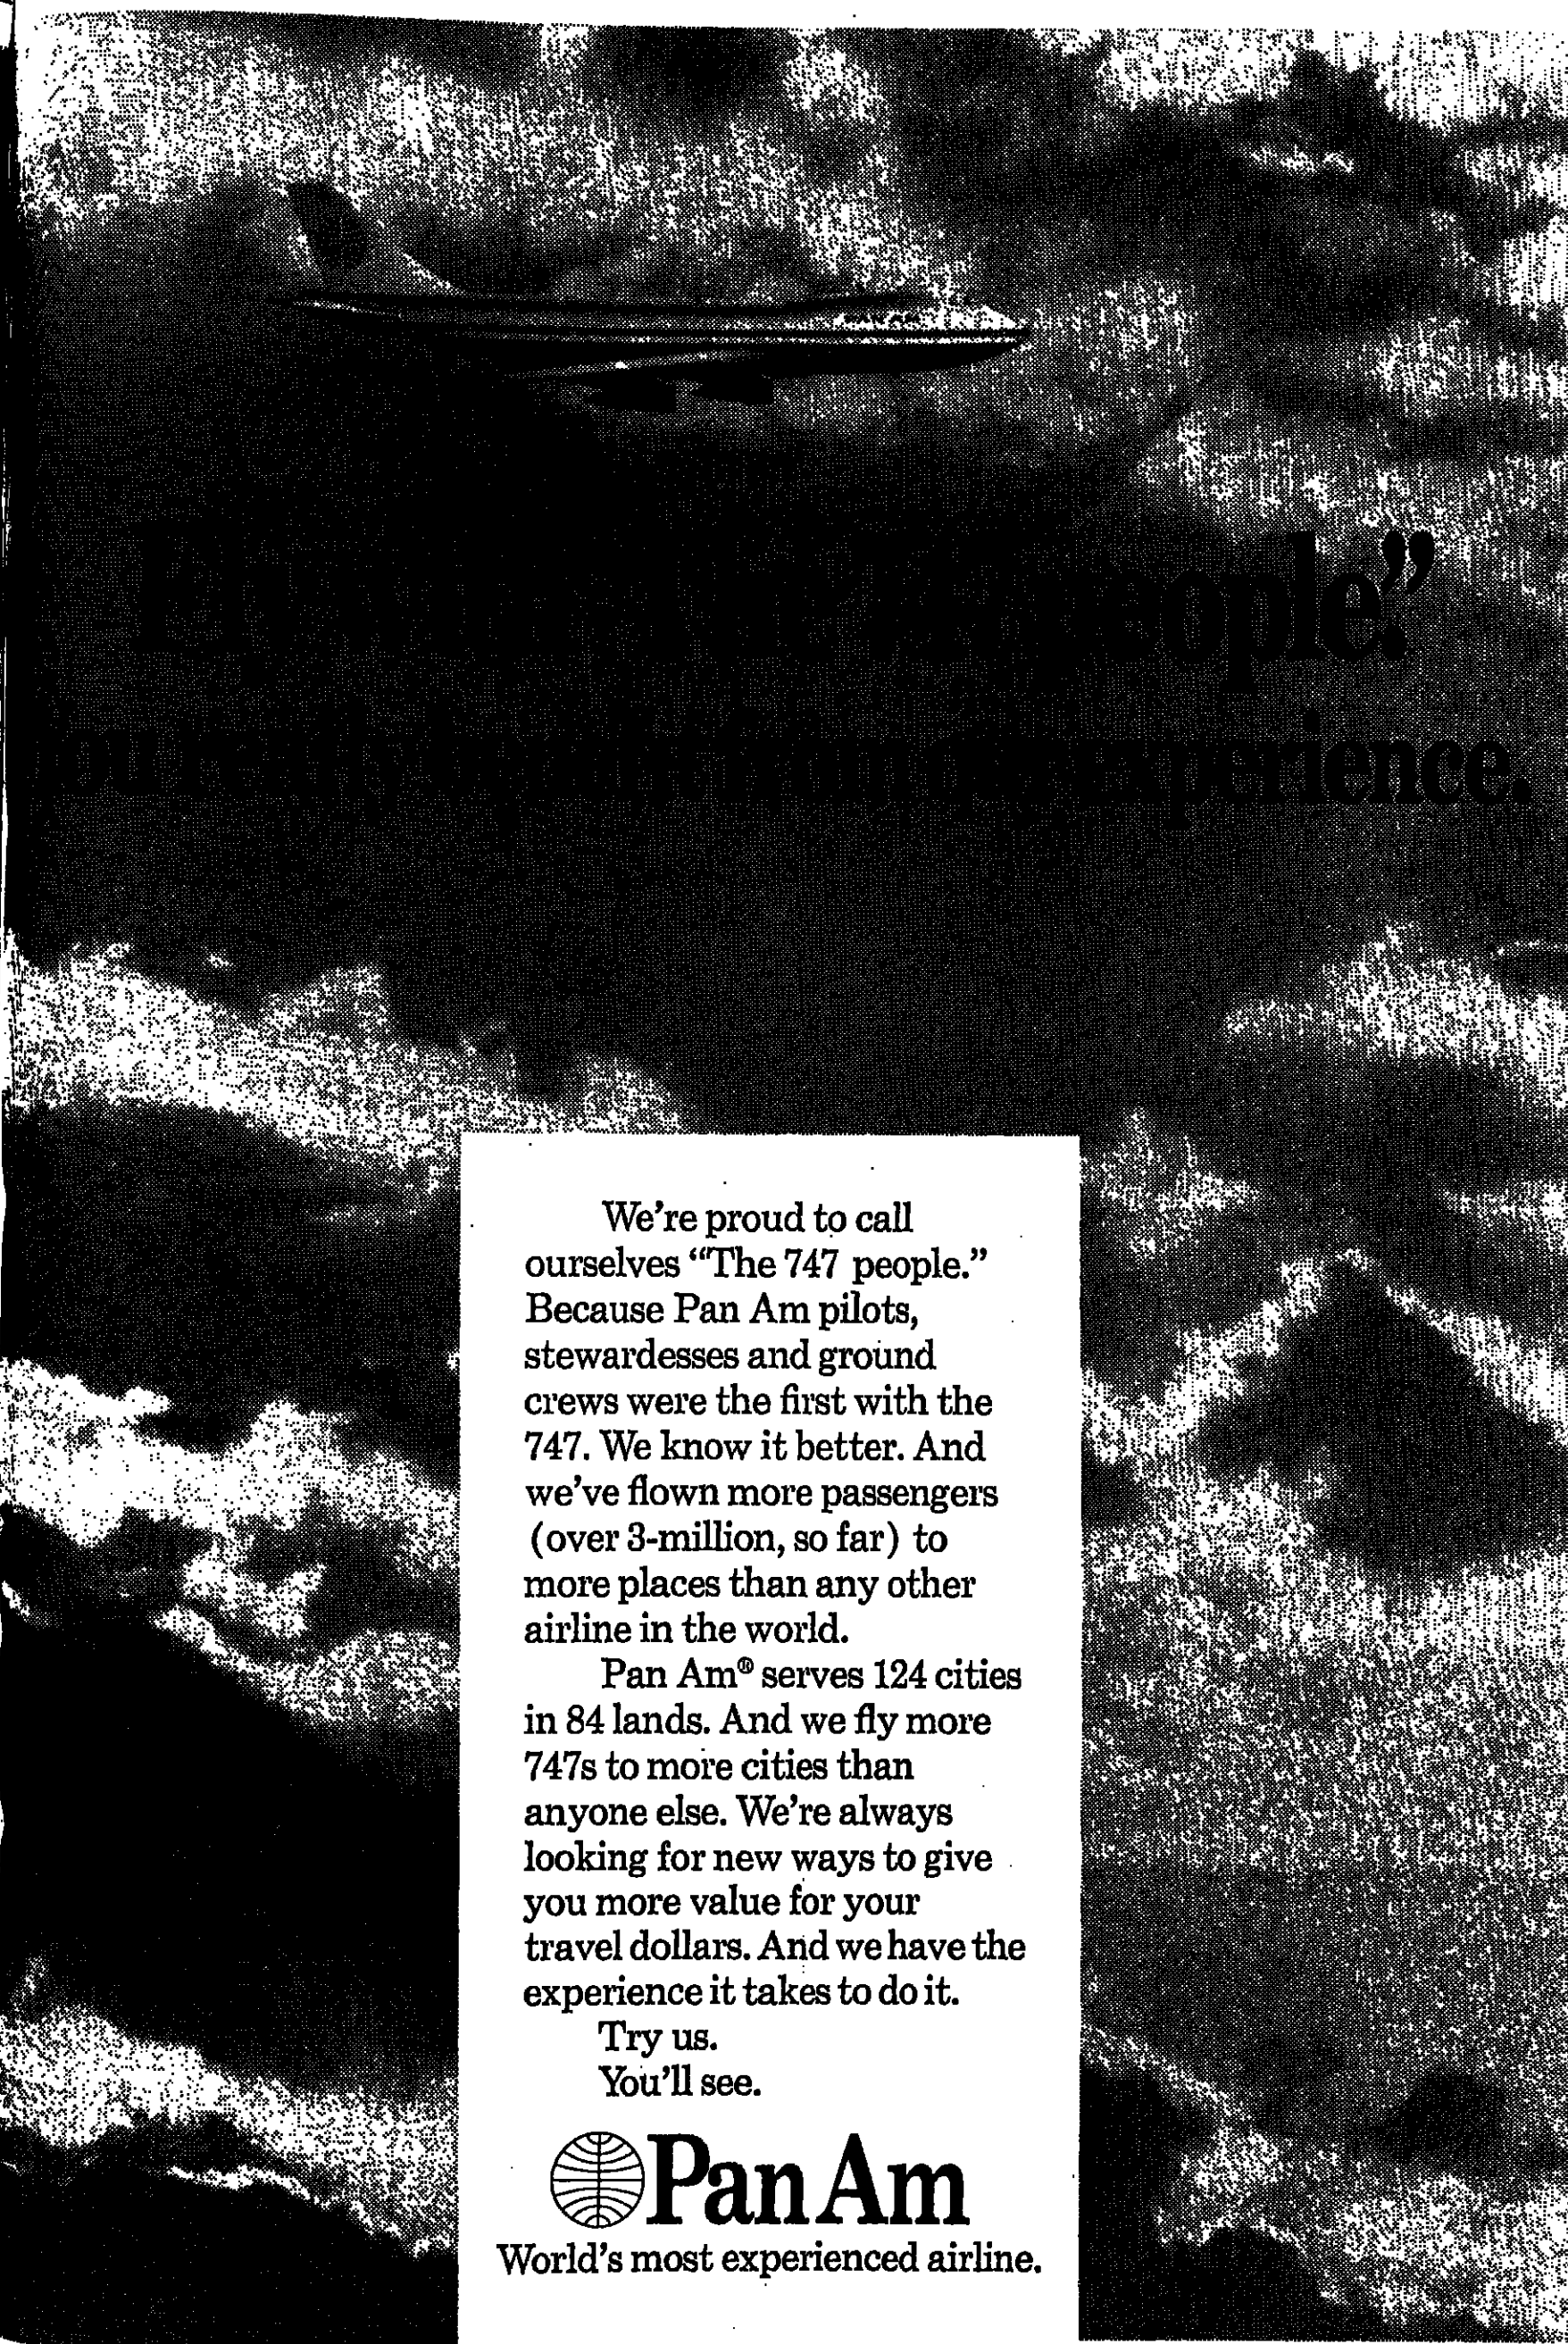 people.”
experience.
We’re proud to call
ourselves “The 747 people.”
Because Pan Am pilots,
stewardesses and ground
crews were the first with the
747. We know it better. And
we’ve flown more passengers
(over 3-million, so far) to
more places than any other
airline in the world.
Pan Am® serves 124 cities
in 84 lands. And we fly more
747s to more cities than
anyone else. We’re always
looking for new ways to give
you more value for your
travel dollars. And we have the
experience it takes to do it.
Try us.
You’ll see.
Pan Am
World’s most experienced airline.